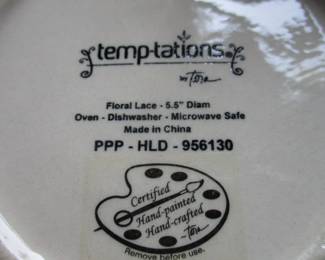 temp-tations
by Tara
Floral Lace - 5.5" Diam
Oven - Dishwasher - Microwave Safe
Made in China
PPP - HLD - 956130
Certified
Hand-painted
Hand-crafted
-Tara
Remove before use.